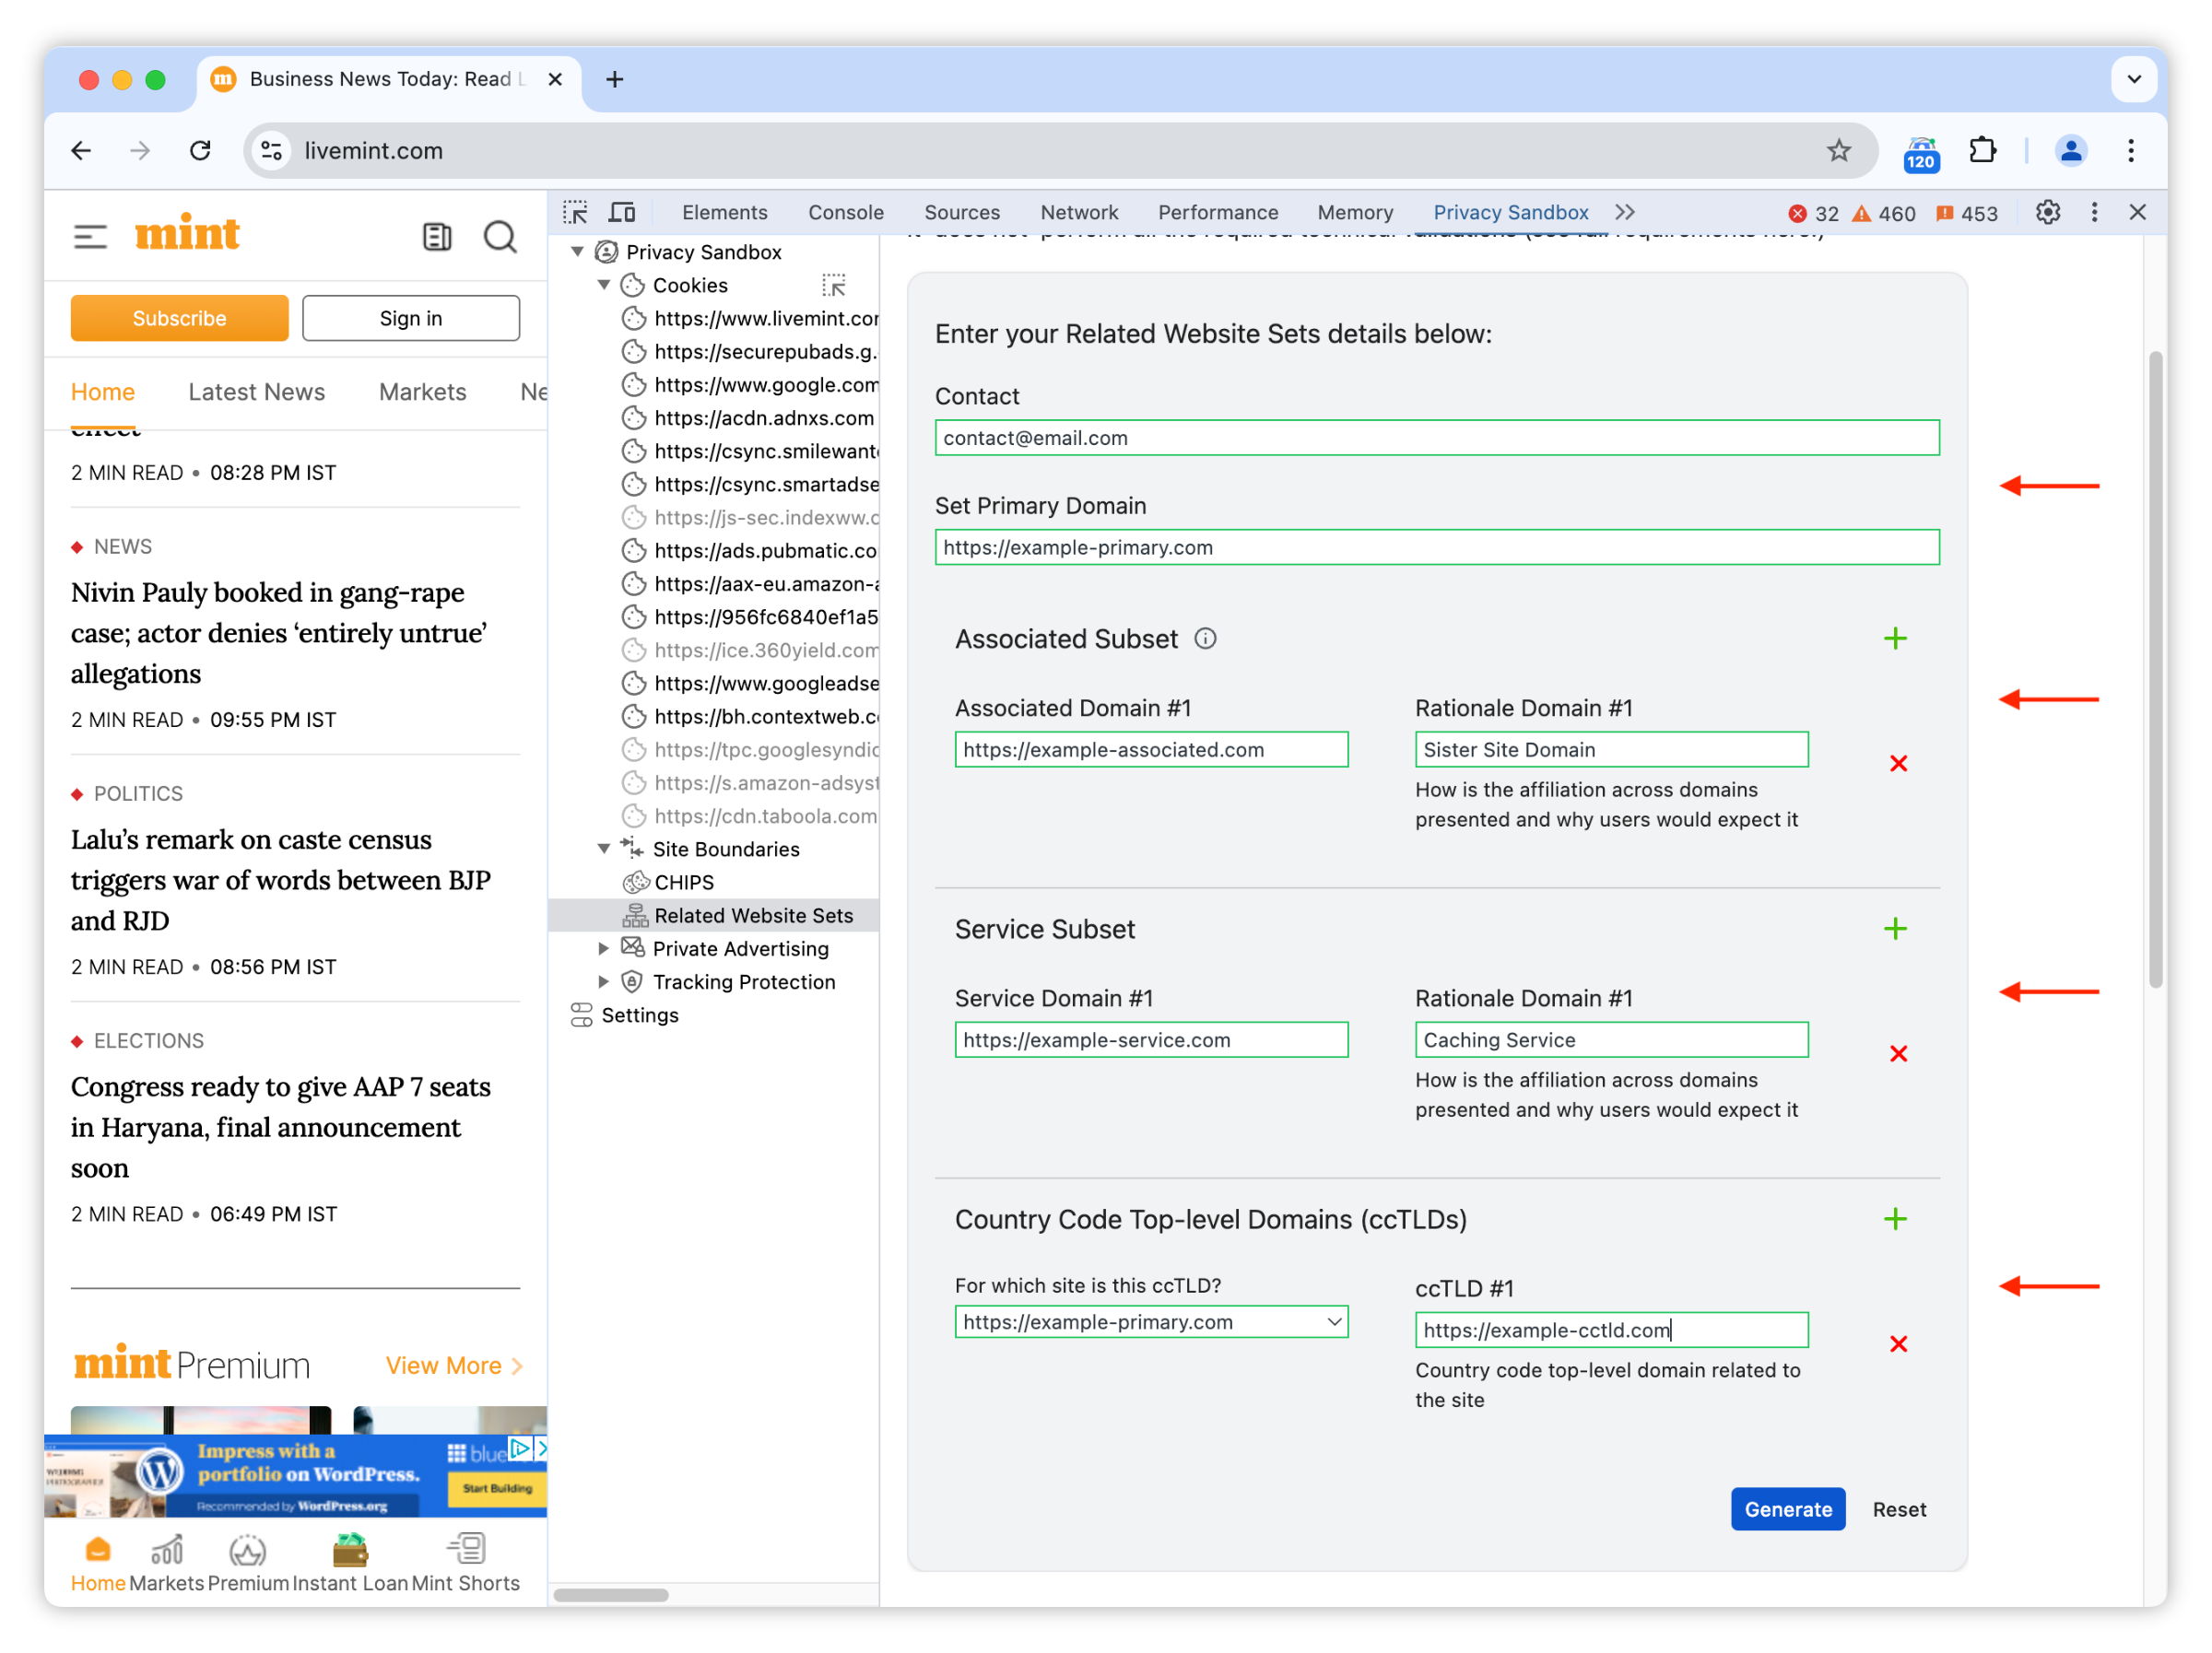 Business News Today: Read L
livemint.com
120
mint
Subscribe
Sign in
Home
Latest News
Markets
Ne
effect
2 MIN READ • 08:28 PM IST
NEWS
Nivin Pauly booked in gang-rape
case; actor denies ‘entirely untrue’
allegations
2 MIN READ • 09:55 PM IST
POLITICS
Lalu’s remark on caste census
triggers war of words between BJP
and RJD
2 MIN READ • 08:56 PM IST
ELECTIONS
Congress ready to give AAP 7 seats
in Haryana, final announcement
soon
2 MIN READ • 06:49 PM IST
mint Premium
View More
Impress with a
portfolio on WordPress.
Recommended by WordPress.org
blue
Start Building
Home
Markets
Premium
Instant Loan
Mint Shorts
Elements
Console
Sources
Network
Performance
Memory
Privacy Sandbox
32
460
453
Privacy Sandbox
Cookies
https://www.livemint.cor
https://securepubads.g.
https://www.google.com
https://acdn.adnxs.com
https://csync.smilewant
https://csync.smartadse
https://js-sec.indexww.c
https://ads.pubmatic.co
https://aax-eu.amazon-a
https://956fc6840ef1a5
https://ice.360yield.com
https://www.googleadse
https://bh.contextweb.c
https://tpc.googlesyndic
https://s.amazon-adsyst
https://cdn.taboola.com
Site Boundaries
CHIPS
Related Website Sets
Private Advertising
Tracking Protection
Settings
it "does not" perform all the required technical validations (see full requirements here.)
Enter your Related Website Sets details below:
Contact
contact@email.com
Set Primary Domain
https://example-primary.com
Associated Subset
Associated Domain #1
Rationale Domain #1
https://example-associated.com
Sister Site Domain
How is the affiliation across domains
presented and why users would expect it
Service Subset
Service Domain #1
Rationale Domain #1
https://example-service.com
Caching Service
How is the affiliation across domains
presented and why users would expect it
Country Code Top-level Domains (ccTLDs)
For which site is this ccTLD?
ccTLD #1
https://example-primary.com
https://example-cctld.com
Country code top-level domain related to
the site
Generate
Reset